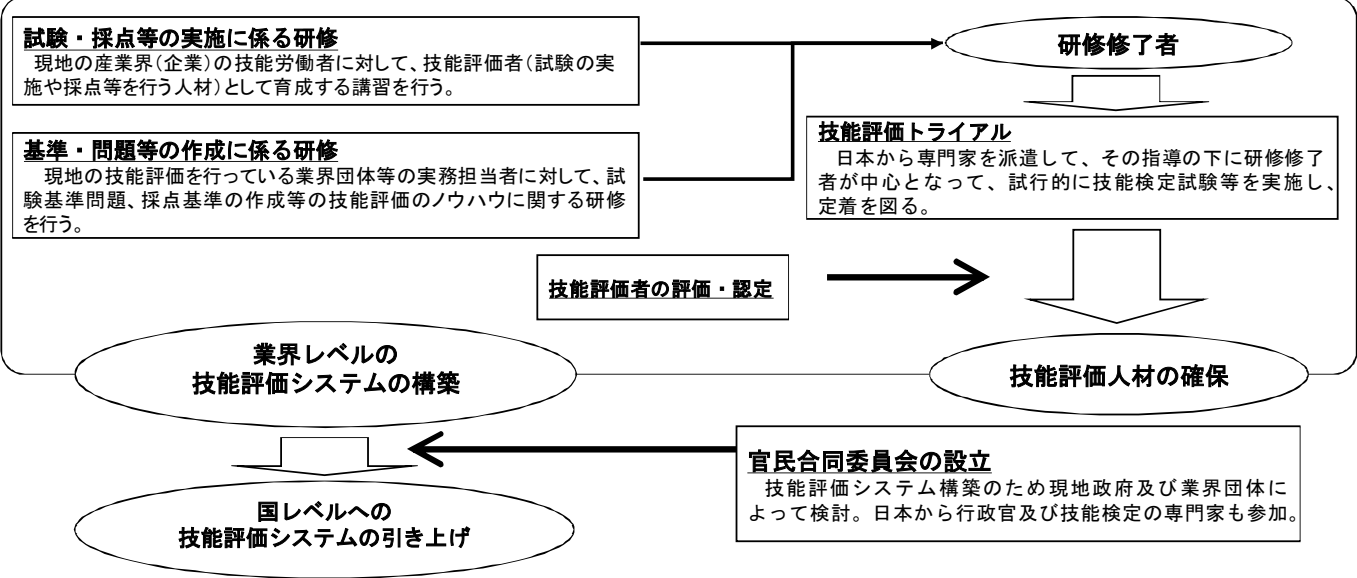 試験・採点等の実施に係る研修
現地の産業界（企業）の技能労働者に対して、技能評価者（試験の実
施や採点等を行う人材）として育成する講習を行う。
基準・問題等の作成に係る研修
現地の技能評価を行っている業界団体等の実務担当者に対して、試
験基準問題、採点基準の作成等の技能評価のノウハウに関する研修
を行う。
研修修了者
技能評価トライアル
日本から専門家を派遣して、その指導の下に研修修了
者が中心となって、試行的に技能検定試験等を実施し、
定着を図る。
技能評価者の評価・認定
業界レベルの
技能評価システムの構築
技能評価人材の確保
官民合同委員会の設立
技能評価システム構築のため現地政府及び業界団体に
よって検討。日本から行政官及び技能検定の専門家も参加。
国レベルへの
技能評価システムの引き上げ